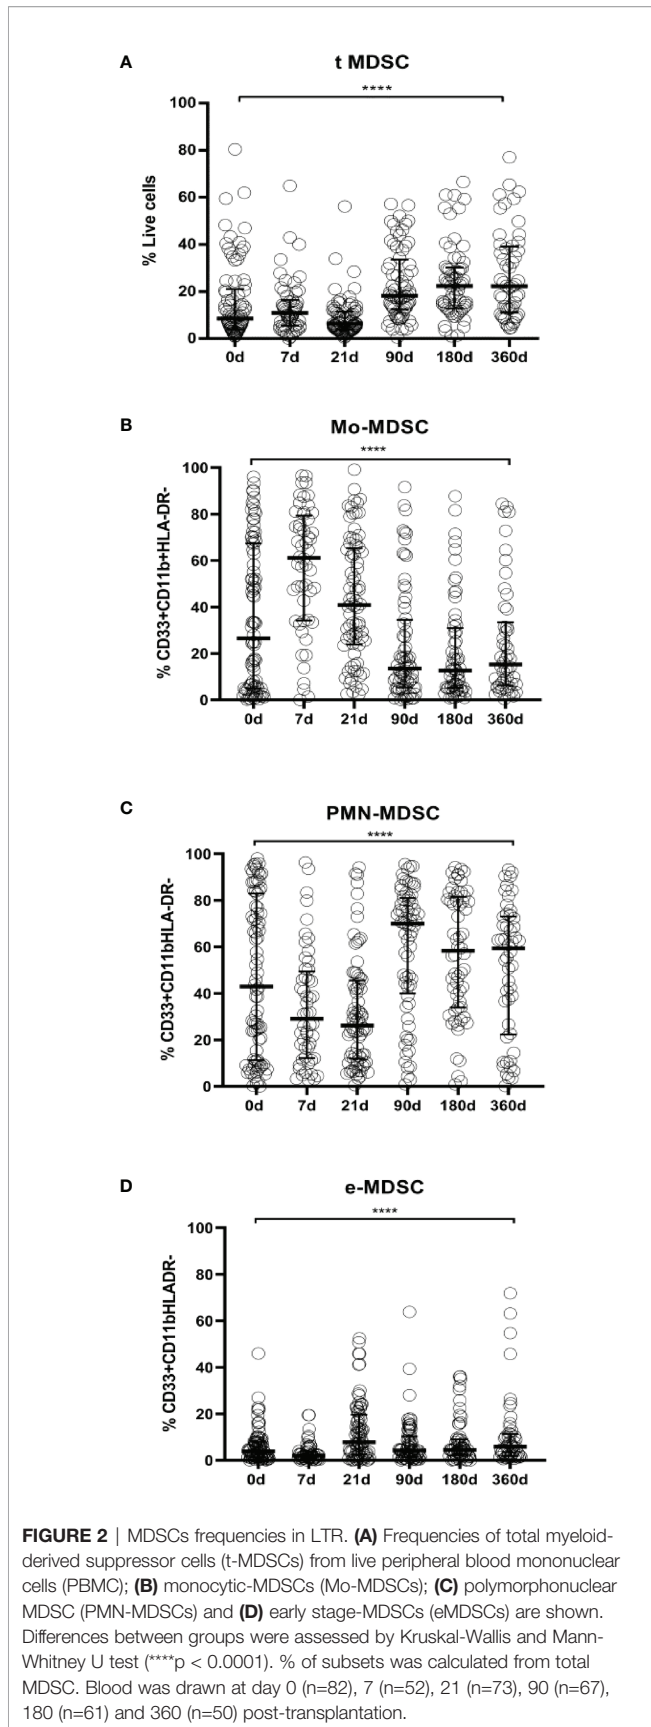 A
t MDSC
****
% Live cells
100
80
60
40
20
0
0d 7d 21d 90d 180d 360d
B
Mo-MDSC
****
% CD33+CD11b+HLA-DR-
100
80
60
40
20
0
0d 7d 21d 90d 180d 360d
C
PMN-MDSC
****
% CD33+CD11bHLA-DR-
100
80
60
40
20
0
0d 7d 21d 90d 180d 360d
D
e-MDSC
****
% CD33+CD11bHLADR-
100
80
60
40
20
0
0d 7d 21d 90d 180d 360d
FIGURE 2 | MDSCs frequencies in LTR. (A) Frequencies of total myeloid-
derived suppressor cells (t-MDSCs) from live peripheral blood mononuclear
cells (PBMC); (B) monocytic-MDSCs (Mo-MDSCs); (C) polymorphonuclear
MDSC (PMN-MDSCs) and (D) early stage-MDSCs (eMDSCs) are shown.
Differences between groups were assessed by Kruskal-Wallis and Mann-
Whitney U test (****p < 0.0001). % of subsets was calculated from total
MDSC. Blood was drawn at day 0 (n=82), 7 (n=52), 21 (n=73), 90 (n=67),
180 (n=61) and 360 (n=50) post-transplantation.